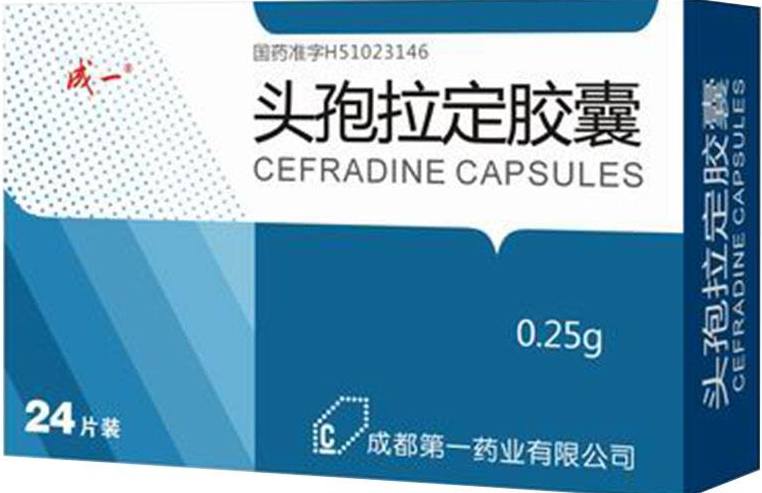 国药准字H51023146
成一®
头孢拉定胶囊
CEFRADINE CAPSULES
0.25g
24片装
C
成都第一药业有限公司
头孢拉定胶囊
CEFRADINE CAPSULES